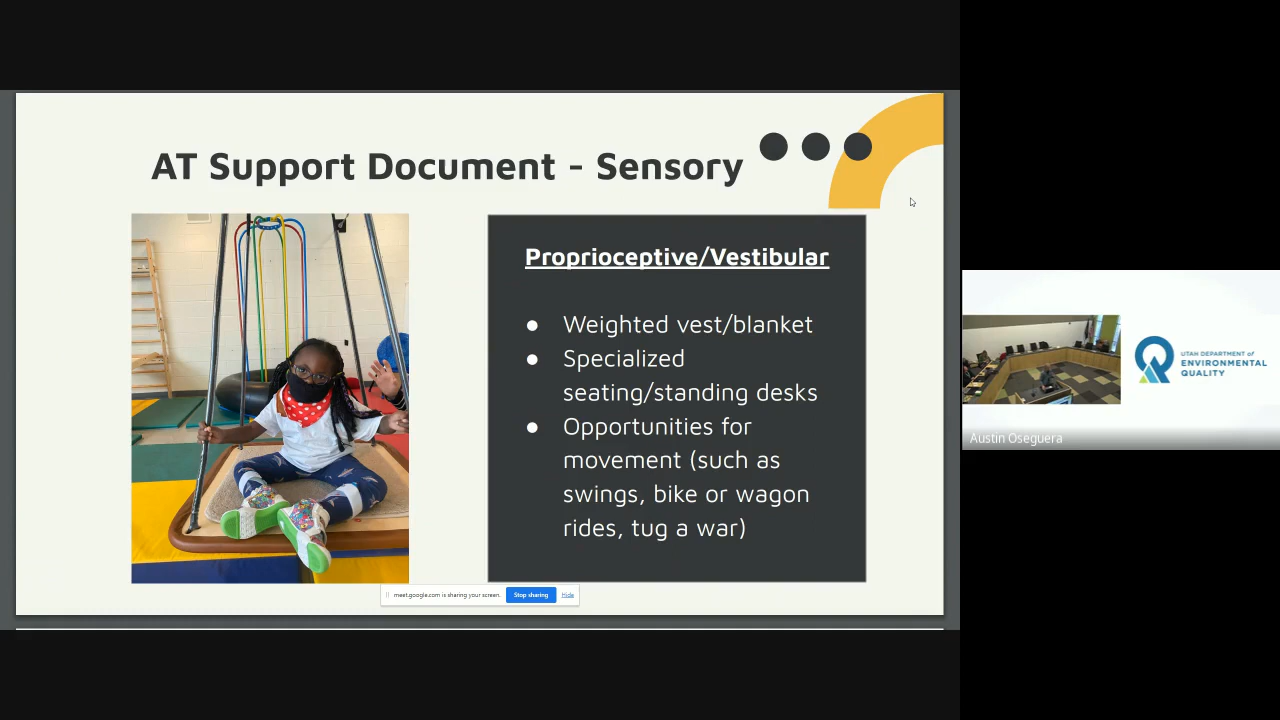 AT Support Document - Sensory
Proprioceptive/Vestibular
● Weighted vest/blanket
● Specialized
seating/standing desks
● Opportunities for
movement (such as
swings, bike or wagon
rides, tug a war)
meet.google.com is sharing your screen.
Stop sharing
Hide
UTAH DEPARTMENT of
ENVIRONMENTAL
QUALITY
Austin Oseguera